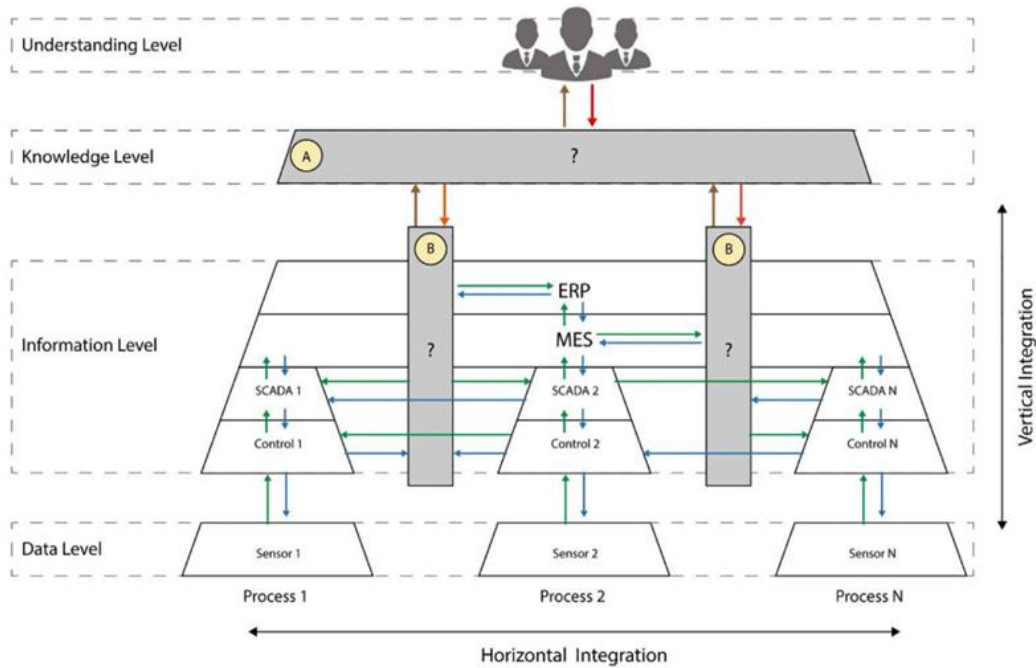 Understanding Level
Knowledge Level
A
?
B
B
ERP
Information Level
MES
?
?
SCADA 1
SCADA 2
SCADA N
Control 1
Control 2
Control N
Vertical Integration
Data Level
Sensor 1
Sensor 2
Sensor N
Process 1
Process 2
Process N
Horizontal Integration